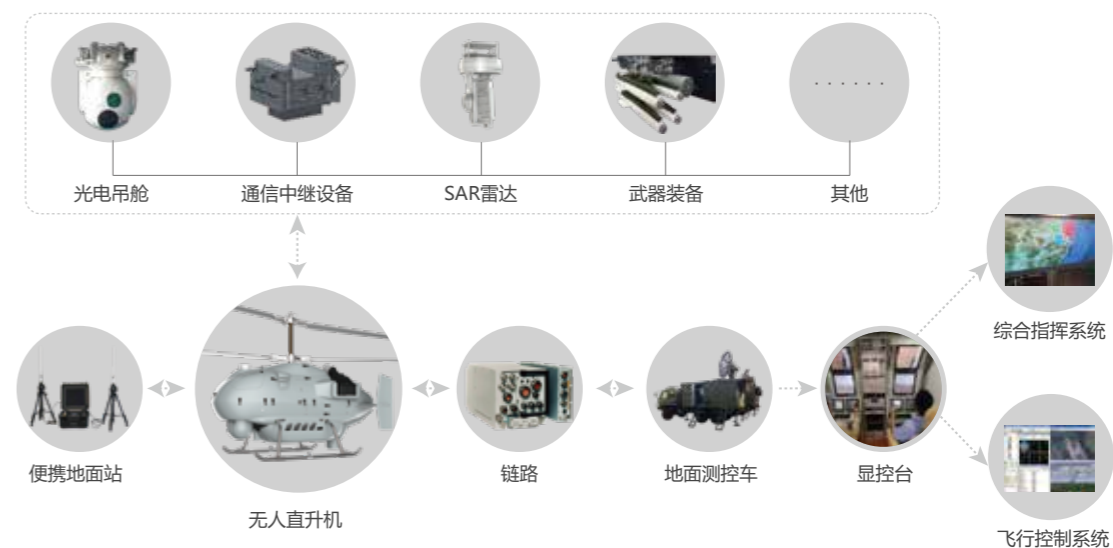 · · · · · ·
光电吊舱
通信中继设备
SAR雷达
武器装备
其他
综合指挥系统
便携地面站
链路
地面测控车
显控台
无人直升机
飞行控制系统